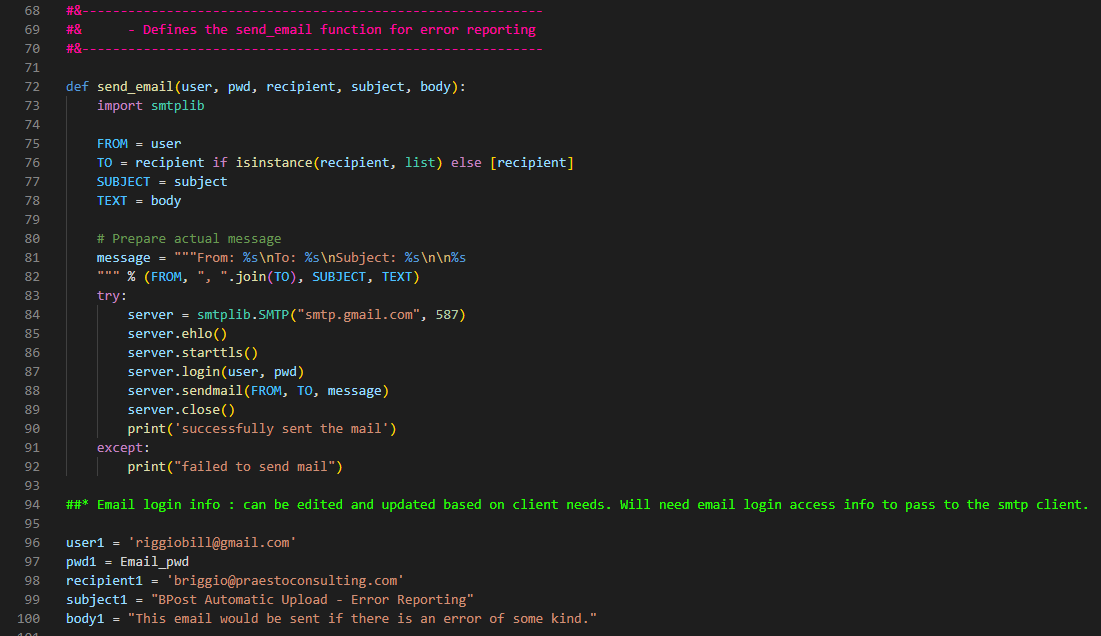 68 #&------------------------------------------------------------
69 #&      - Defines the send_email function for error reporting
70 #&------------------------------------------------------------
71
72 def send_email(user, pwd, recipient, subject, body):
73     import smtplib
74
75     FROM = user
76     TO = recipient if isinstance(recipient, list) else [recipient]
77     SUBJECT = subject
78     TEXT = body
79
80     # Prepare actual message
81     message = """From: %s\nTo: %s\nSubject: %s\n\n%s
82     """ % (FROM, ", ".join(TO), SUBJECT, TEXT)
83     try:
84         server = smtplib.SMTP("smtp.gmail.com", 587)
85         server.ehlo()
86         server.starttls()
87         server.login(user, pwd)
88         server.sendmail(FROM, TO, message)
89         server.close()
90         print('successfully sent the mail')
91     except:
92         print("failed to send mail")
93
94 ##* Email login info : can be edited and updated based on client needs. Will need email login access info to pass to the smtp client.
95
96 user1 = 'riggiobill@gmail.com'
97 pwd1 = Email_pwd
98 recipient1 = 'briggio@praestoconsulting.com'
99 subject1 = "BPost Automatic Upload - Error Reporting"
100 body1 = "This email would be sent if there is an error of some kind."